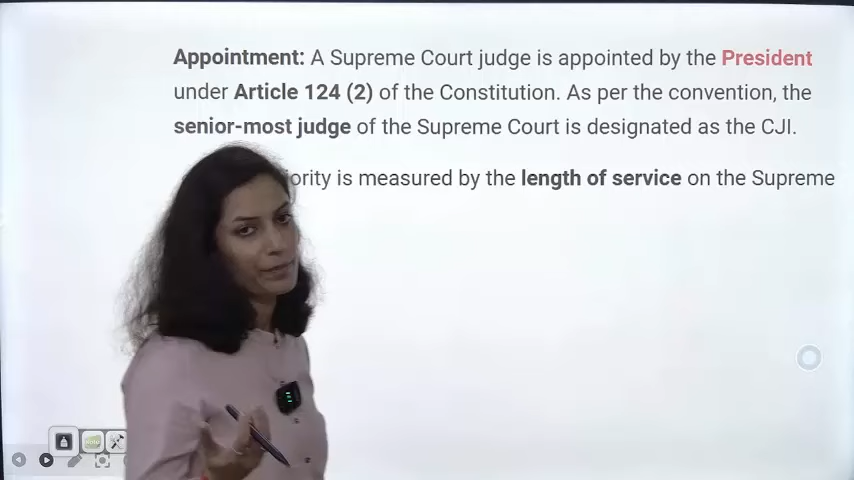 Appointment: A Supreme Court judge is appointed by the President
under Article 124 (2) of the Constitution. As per the convention, the
senior-most judge of the Supreme Court is designated as the CJI.
is measured by the length of service on the Supreme